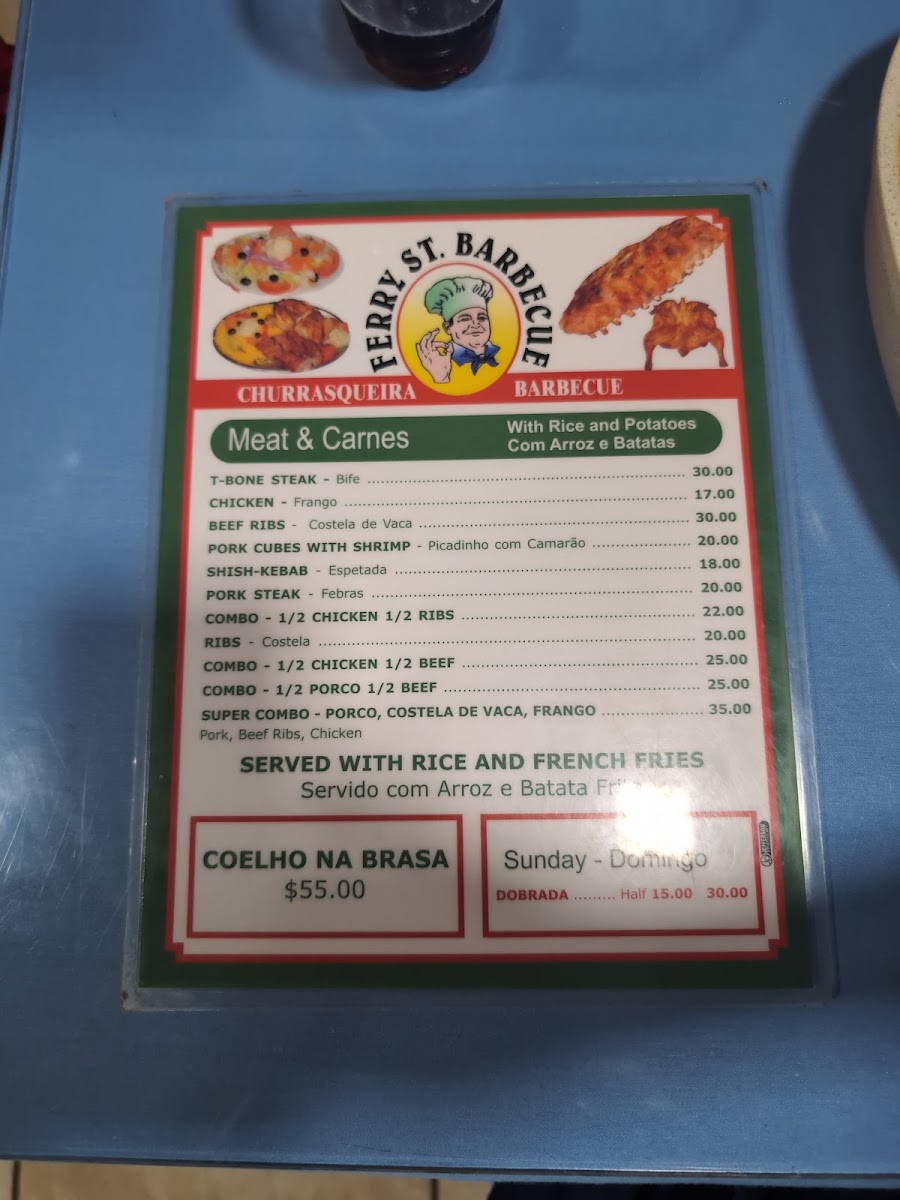 FERRY ST. BARBECUE
CHURRASQUEIRA BARBECUE
Meat & Carnes
With Rice and Potatoes
Com Arroz e Batatas
T-BONE STEAK - Bife ........ 30.00
CHICKEN - Frango ........ 17.00
BEEF RIBS - Costela de Vaca ........ 30.00
PORK CUBES WITH SHRIMP - Picadinho com Camarão ........ 20.00
SHISH-KEBAB - Espetada ........ 18.00
PORK STEAK - Febras ........ 20.00
COMBO - 1/2 CHICKEN 1/2 RIBS ........ 22.00
RIBS - Costela ........ 20.00
COMBO - 1/2 CHICKEN 1/2 BEEF ........ 25.00
COMBO - 1/2 PORCO 1/2 BEEF ........ 25.00
SUPER COMBO - PORCO, COSTELA DE VACA, FRANGO ........ 35.00
Pork, Beef Ribs, Chicken
SERVED WITH RICE AND FRENCH FRIES
Servido com Arroz e Batata
COELHO NA BRASA
$55.00
Sunday - Domingo
DOBRADA ......... Half 15.00 30.00